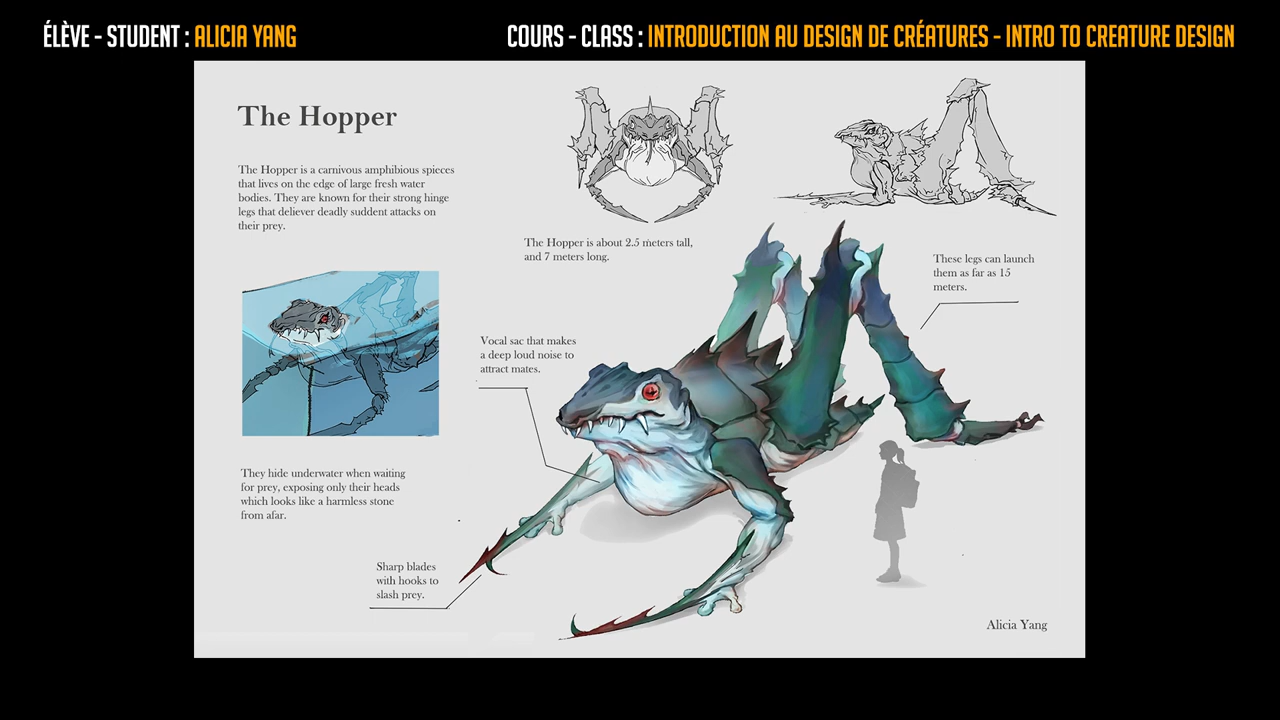 ÉLÈVE - STUDENT : ALICIA YANG
COURS - CLASS : INTRODUCTION AU DESIGN DE CRÉATURES - INTRO TO CREATURE DESIGN
The Hopper
The Hopper is a carnivous amphibious spieces
that lives on the edge of large fresh water
bodies. They are known for their strong hinge
legs that deliever deadly suddent attacks on
their prey.
The Hopper is about 2.5 meters tall,
and 7 meters long.
These legs can launch
them as far as 15
meters.
Vocal sac that makes
a deep loud noise to
attract mates.
They hide underwater when waiting
for prey, exposing only their heads
which looks like a harmless stone
from afar.
Sharp blades
with hooks to
slash prey.
Alicia Yang